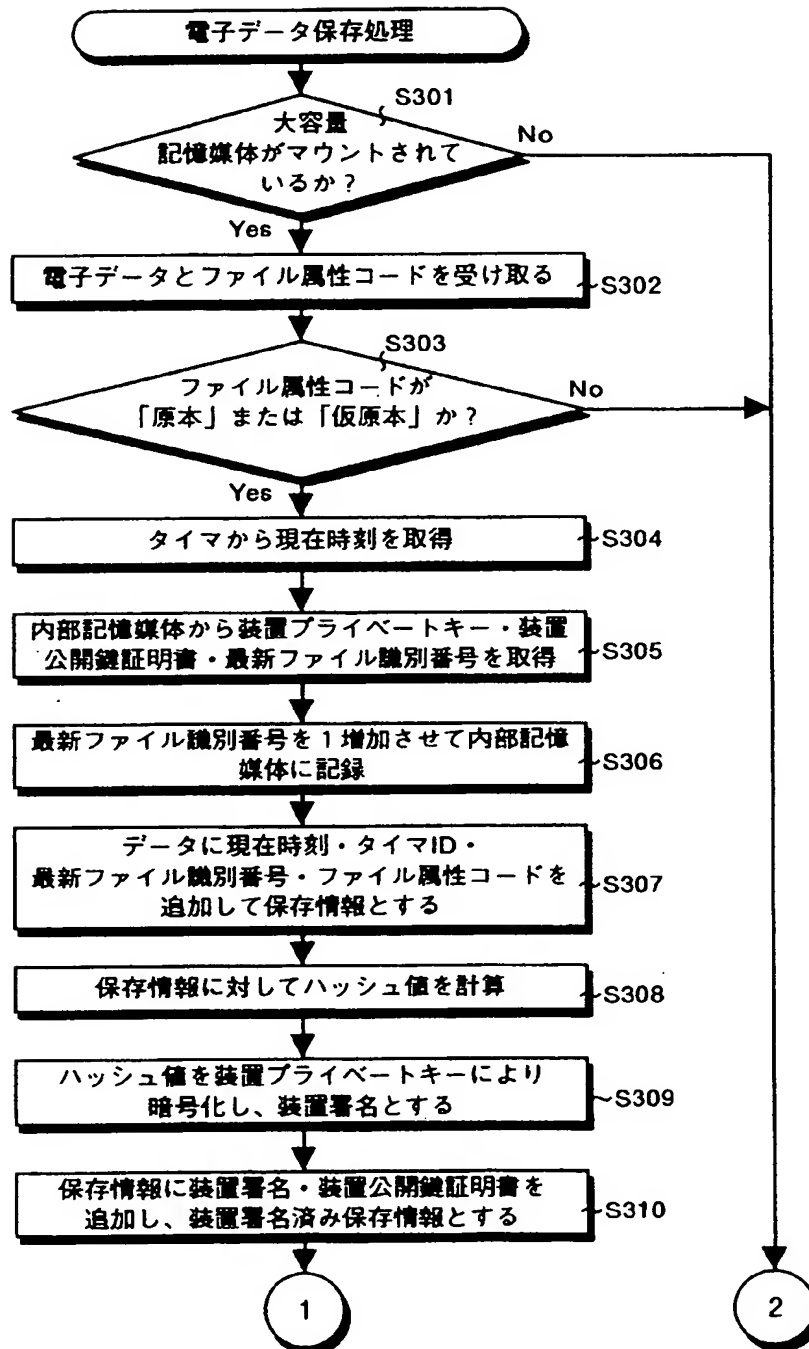 電子データ保存処理
S301
大容量
記憶媒体がマウントされて
いるか?
No
Yes
電子データとファイル属性コードを受け取る
S302
S303
ファイル属性コードが
「原本」または「仮原本」か?
No
Yes
タイマから現在時刻を取得
S304
内部記憶媒体から装置プライベートキー・装置
公開鍵証明書・最新ファイル識別番号を取得
S305
最新ファイル識別番号を1増加させて内部記憶
媒体に記録
S306
データに現在時刻・タイマID・
最新ファイル識別番号・ファイル属性コードを
追加して保存情報とする
S307
保存情報に対してハッシュ値を計算
S308
ハッシュ値を装置プライベートキーにより
暗号化し、装置署名とする
S309
保存情報に装置署名・装置公開鍵証明書を
追加し、装置署名済み保存情報とする
S310
1
2